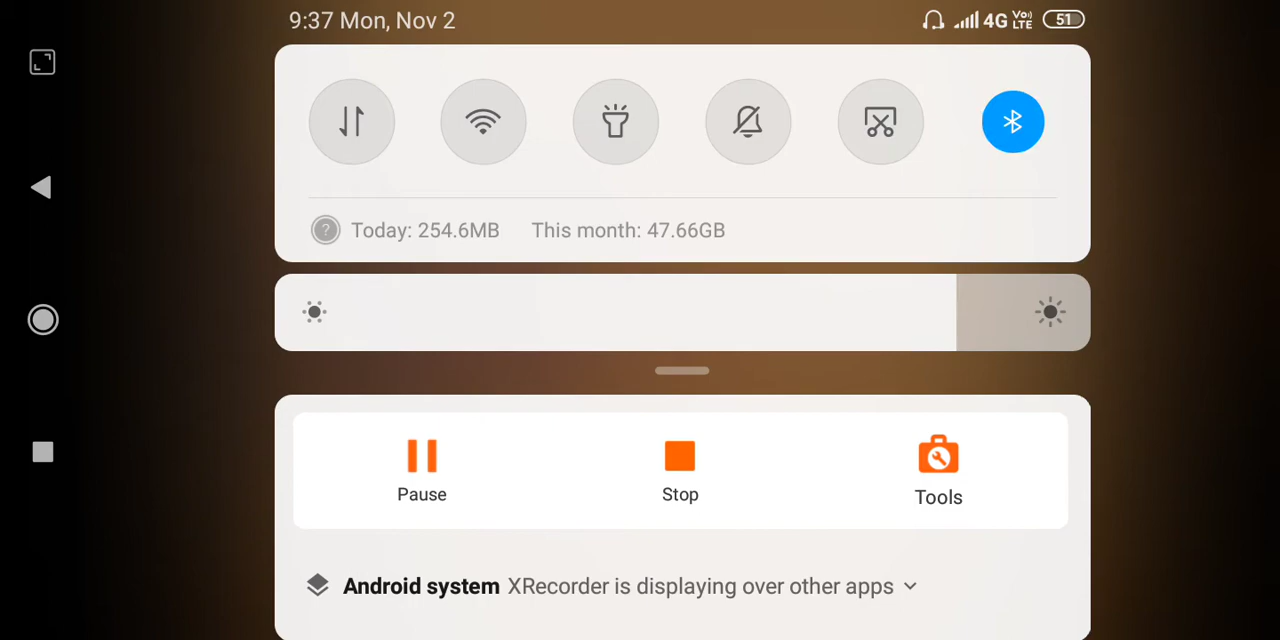 9:37 Mon, Nov 2
4G Vo) LTE 51
Today: 254.6MB This month: 47.66GB
Pause Stop Tools
Android system XRecorder is displaying over other apps